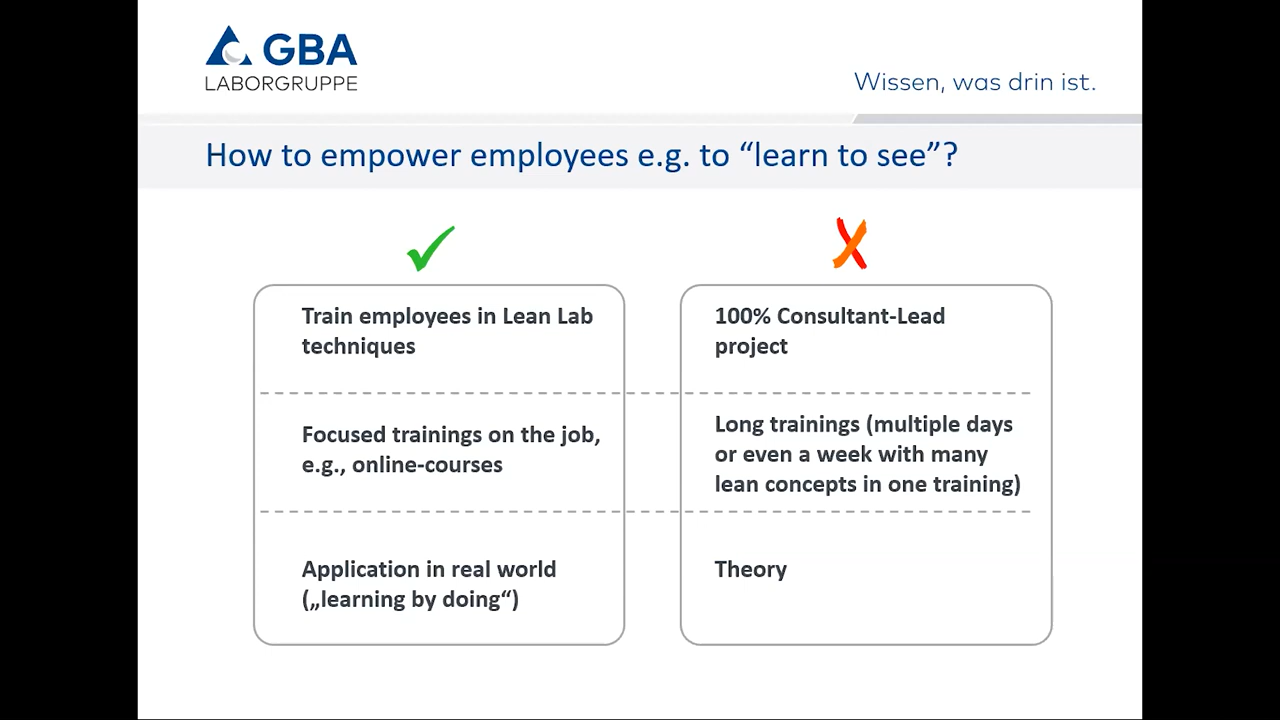 GBA
LABORGRUPPE
Wissen, was drin ist.
How to empower employees e.g. to “learn to see”?
Train employees in Lean Lab
techniques
100% Consultant-Lead
project
Focused trainings on the job,
e.g., online-courses
Long trainings (multiple days
or even a week with many
lean concepts in one training)
Application in real world
(„learning by doing“)
Theory